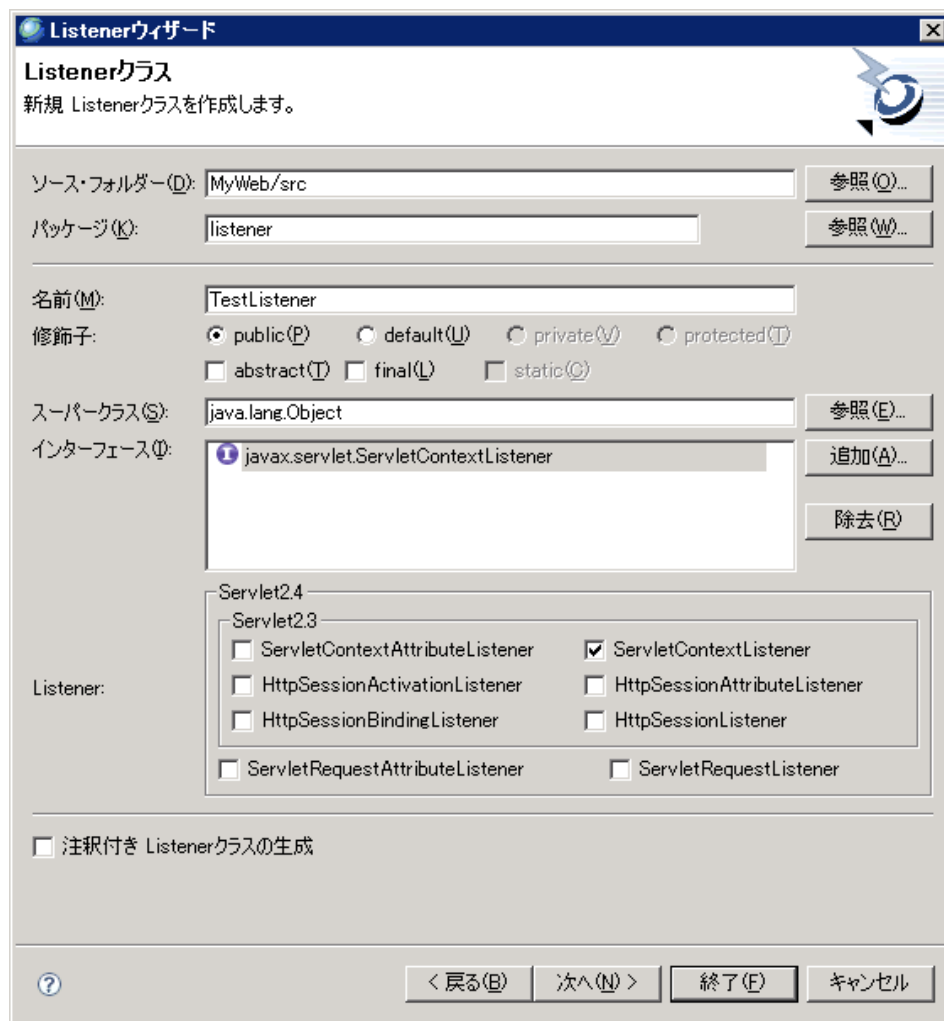 Listenerウィザード
Listenerクラス
新規 Listenerクラスを作成します。
ソース・フォルダー(D): MyWeb/src 参照(O)...
パッケージ(K): listener 参照(W)...
名前(M): TestListener
修飾子: public(P) default(U) private(V) protected(T)
abstract(T) final(L) static(C)
スーパークラス(S): java.lang.Object 参照(E)...
インターフェース(I): javax.servlet.ServletContextListener 追加(A)...
除去(R)
Servlet2.4
Servlet2.3
ServletContextAttributeListener ServletContextListener
Listener: HttpSessionActivationListener HttpSessionAttributeListener
HttpSessionBindingListener HttpSessionListener
ServletRequestAttributeListener ServletRequestListener
注釈付き Listenerクラスの生成
< 戻る(B) 次へ(N) > 終了(F) キャンセル